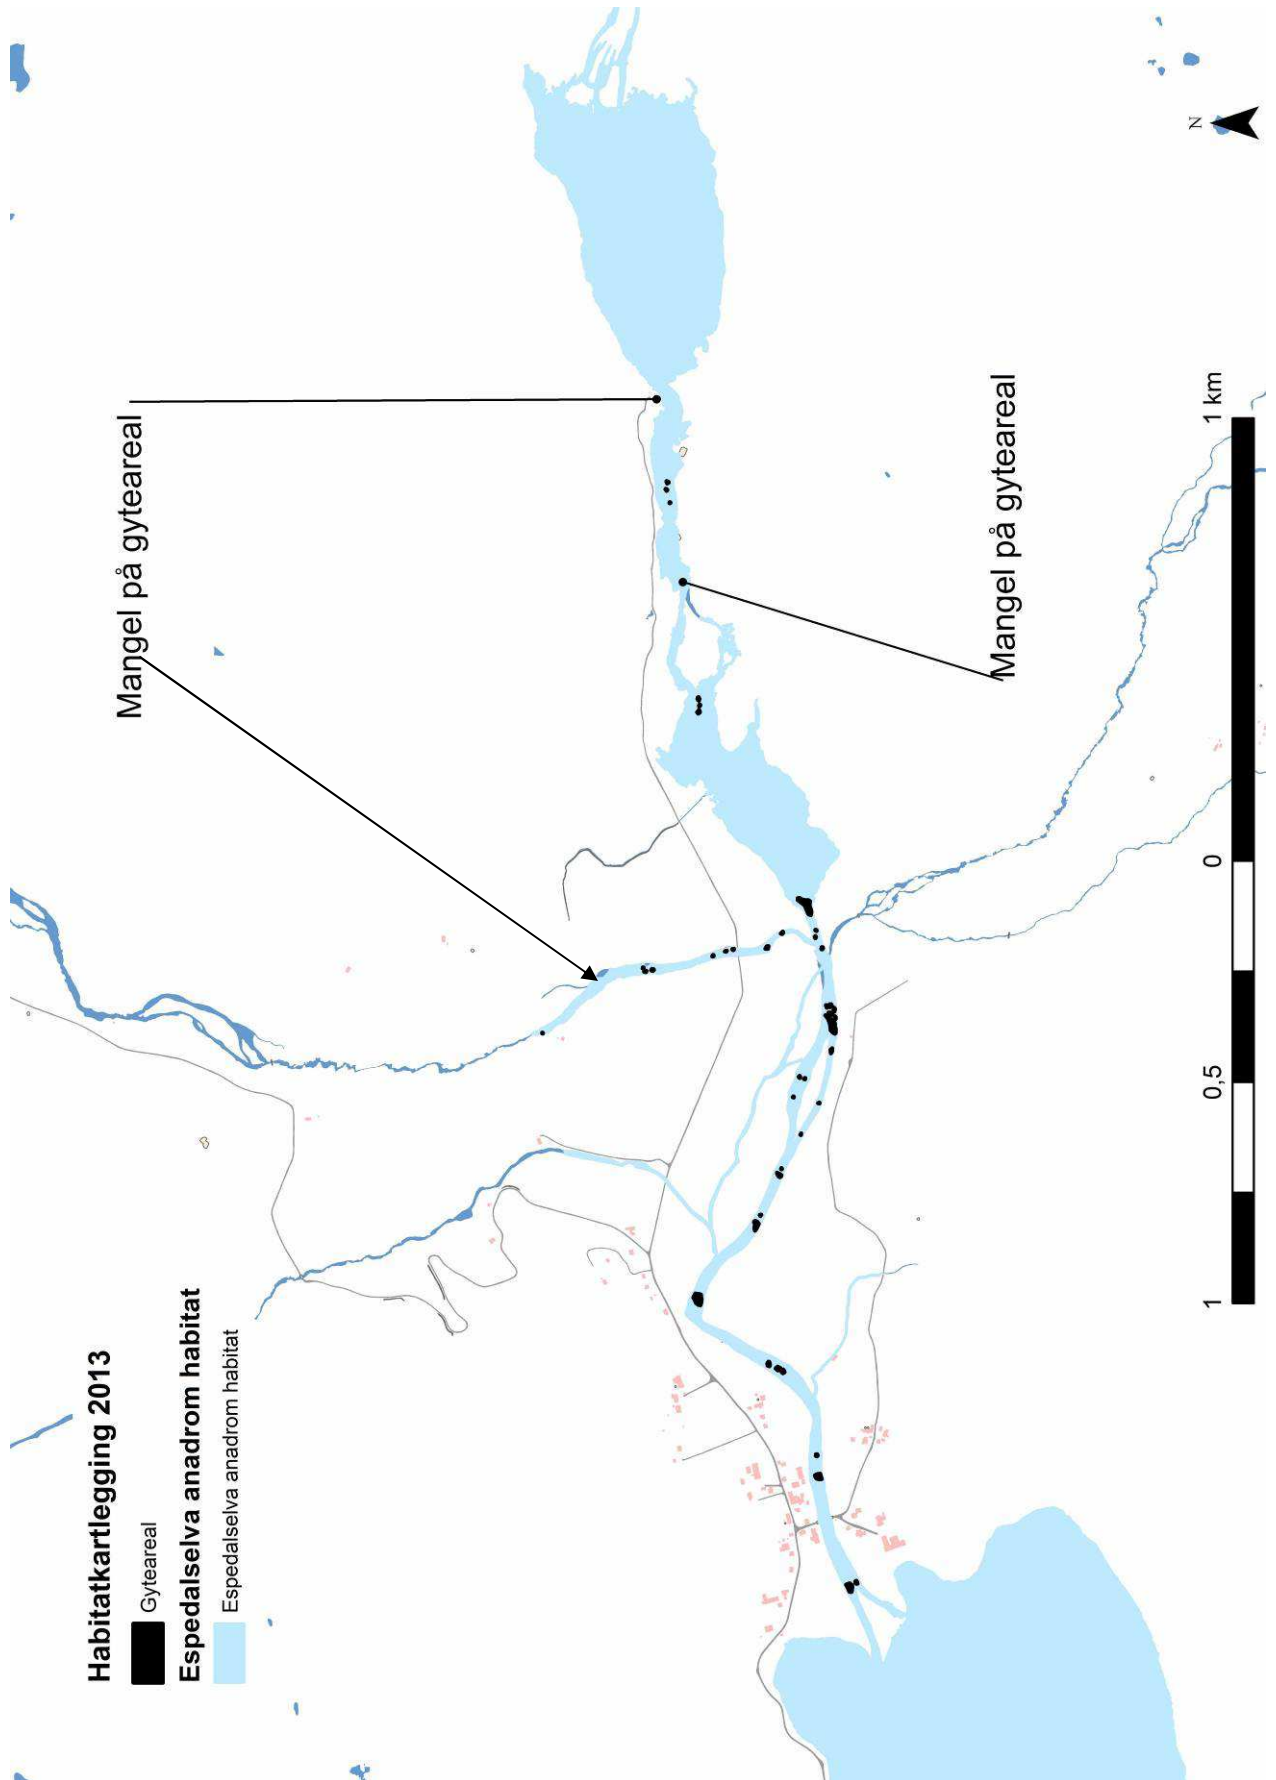 Habitatkartlegging 2013
Gyteareal
Espedalselva anadrom habitat
Espedalselva anadrom habitat
Mangel på gyteareal
Mangel på gyteareal
1
0,5
0
1 km
N